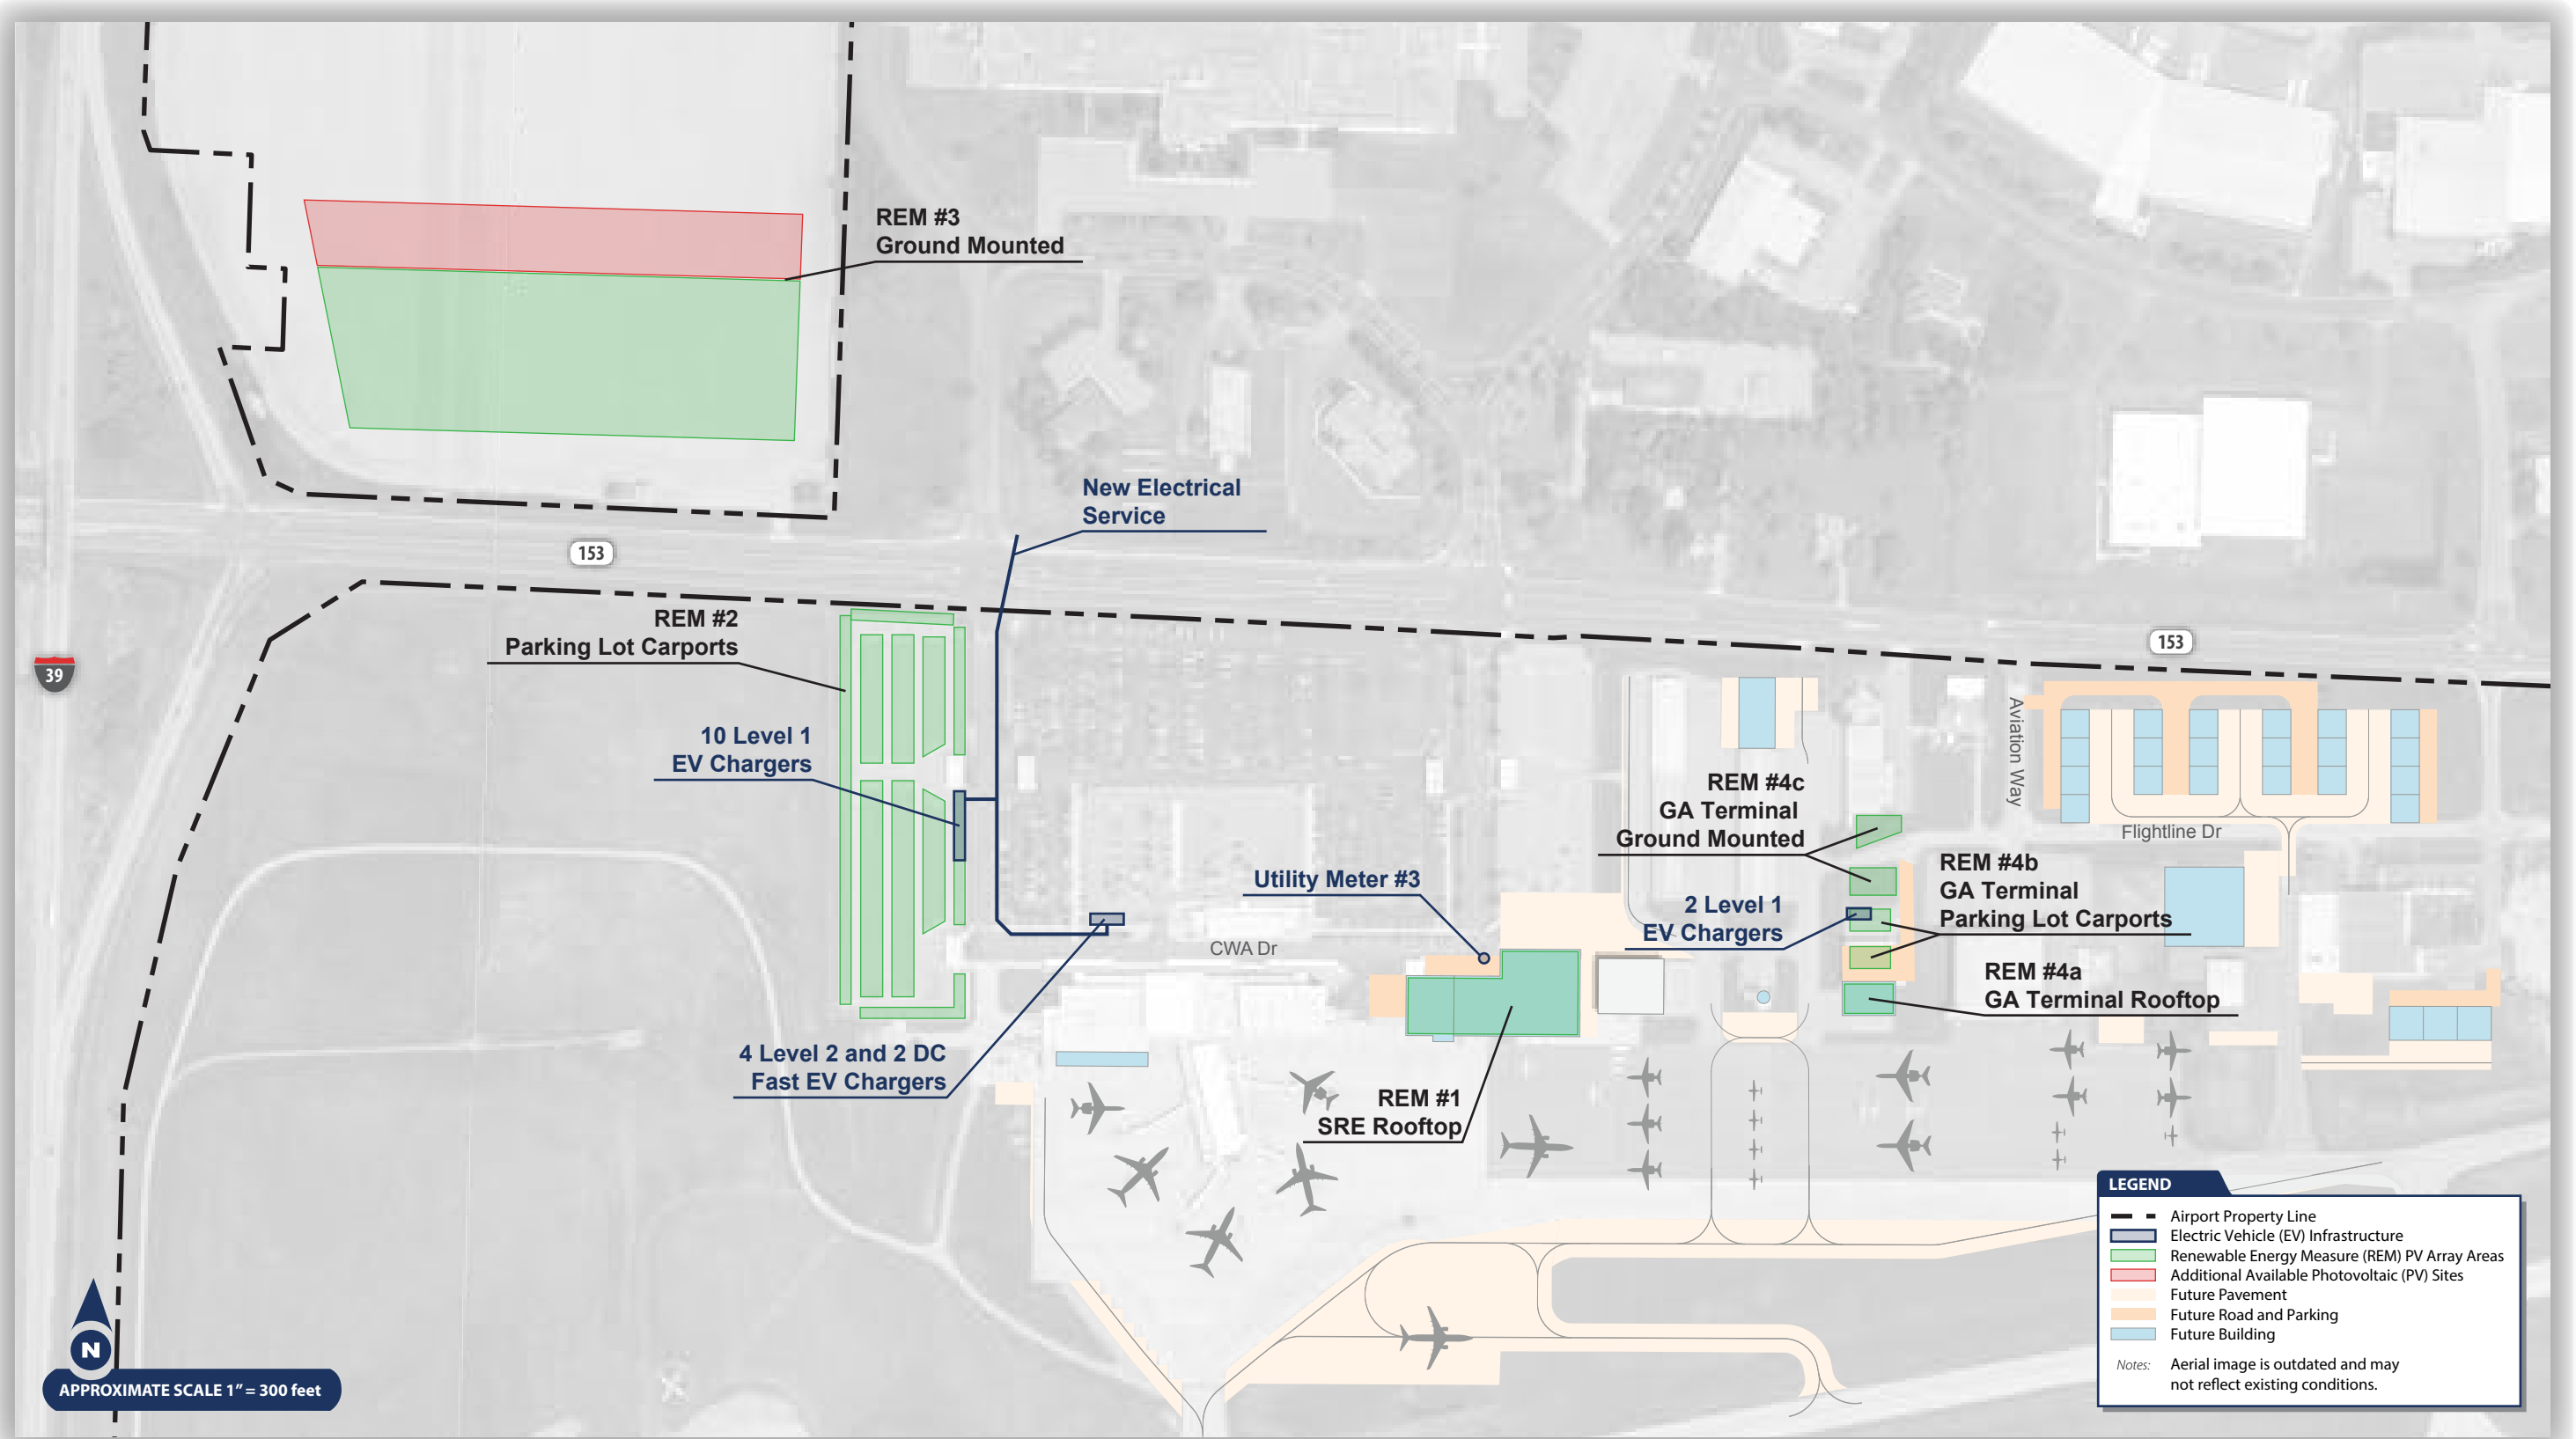 REM #3
Ground Mounted
New Electrical
Service
153
REM #2
Parking Lot Carports
153
39
Aviation Way
10 Level 1
EV Chargers
REM #4c
GA Terminal
Ground Mounted
Flightline Dr
REM #4b
GA Terminal
Parking Lot Carports
Utility Meter #3
2 Level 1
EV Chargers
CWA Dr
REM #4a
GA Terminal Rooftop
4 Level 2 and 2 DC
Fast EV Chargers
REM #1
SRE Rooftop
LEGEND
Airport Property Line
Electric Vehicle (EV) Infrastructure
Renewable Energy Measure (REM) PV Array Areas
Additional Available Photovoltaic (PV) Sites
Future Pavement
Future Road and Parking
Future Building
Notes: Aerial image is outdated and may
not reflect existing conditions.
N
APPROXIMATE SCALE 1” = 300 feet